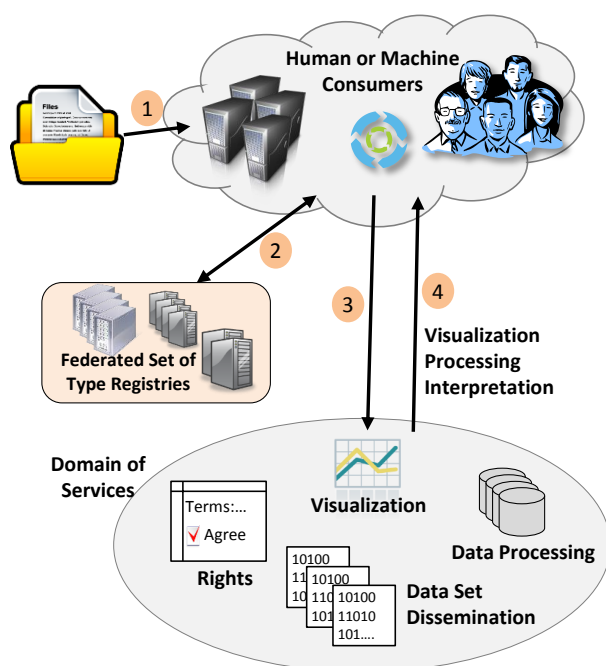 Human or Machine
Consumers
Files
1
2
3
4
Federated Set of
Type Registries
Visualization
Processing
Interpretation
Domain of
Services
Terms:...
Agree
Rights
Visualization
Data Processing
10100
11
10
10100
110
101
10100
11010
101....
Data Set
Dissemination